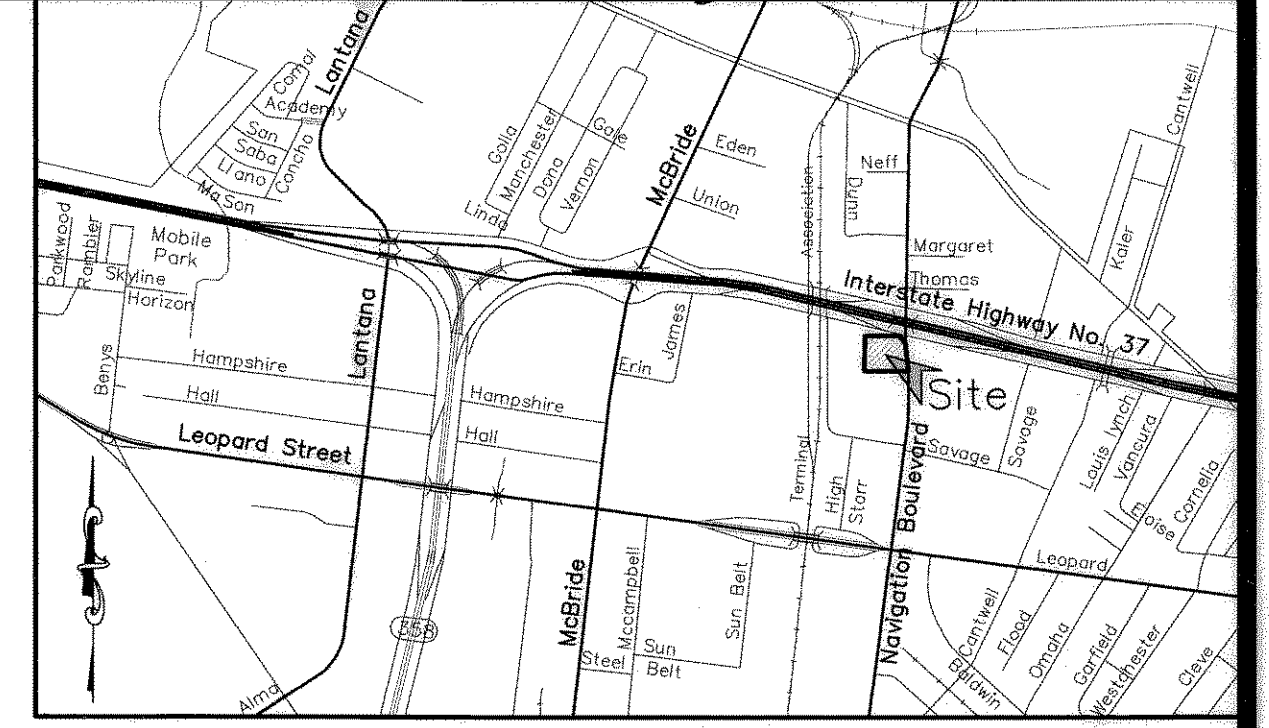 Lantana
Comal
Academy
San
Saba
Llano
Concho
Mason
Golla
Manchester
Dona
Gale
Vernon
Linda
McBride
Eden
Union
Association
Neff
Dunn
Margaret
Thomas
Cantwell
Kaler
Interstate Highway No. 37
Parkwood
Rambler
Mobile
Park
Skyline
Horizon
Benys
Lantana
Hampshire
Hall
Hampshire
Hall
Erin
James
Site
Leopard Street
Terminal
High
Starr
Navigation Boulevard
Savage
Savage
Louis lynch
Vancura
Cornelia
Eloise
Leopard
358
Alma
McBride
Mccampbell
Steel
Sun
Belt
Sun Belt
Cantwell
Baldwin
Flood
Omaha
Garfield
Westchester
Cleve